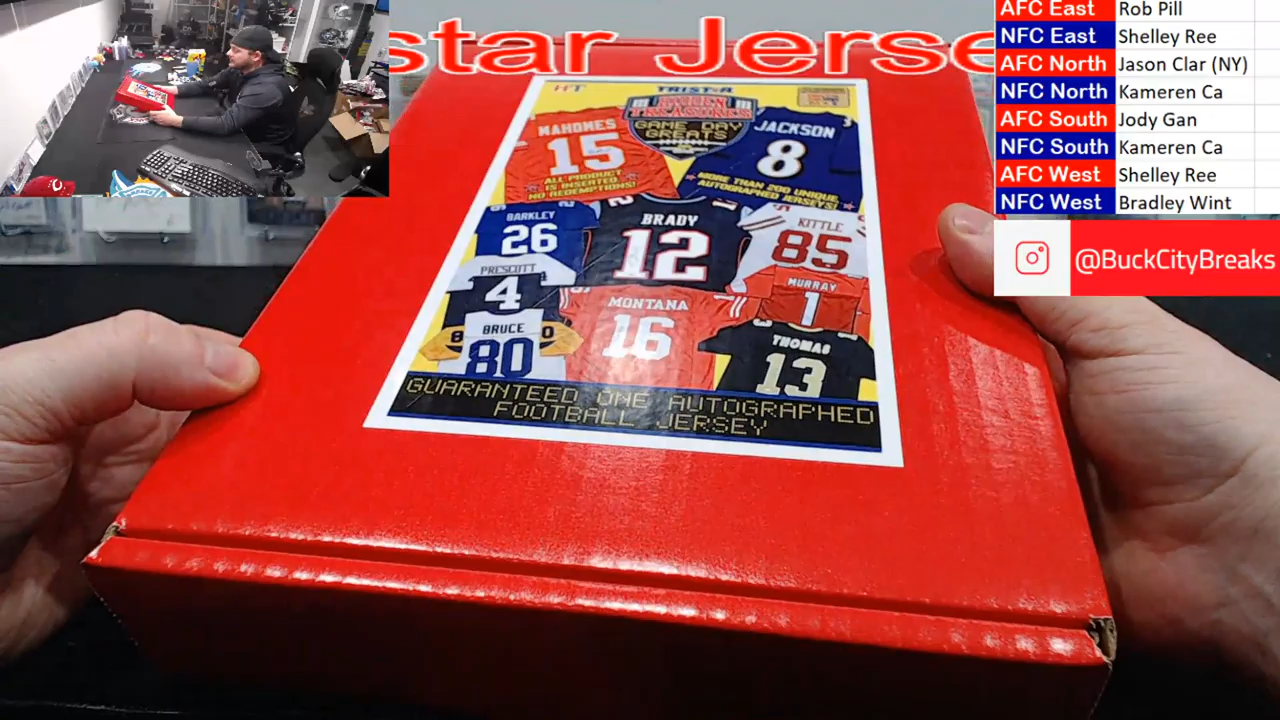 star Jerse
AFC East Rob Pill
NFC East Shelley Ree
AFC North Jason Clar (NY)
NFC North Kameren Ca
AFC South Jody Gan
NFC South Kameren Ca
AFC West Shelley Ree
NFC West Bradley Wint
@BuckCityBreaks
HT
TRISTAR
HIDDEN
TREASURES
GAME DAY
GREATS
MAHOMES
15
JACKSON
8
ALL PRODUCT
IS INSERTED.
NO REDEMPTIONS!
MORE THAN 200 UNIQUE
AUTOGRAPHED JERSEYS!
BARKLEY
26
BRADY
12
KITTLE
85
PRESCOTT
4
MURRAY
1
MONTANA
16
BRUCE
80
THOMAS
13
GUARANTEED ONE AUTOGRAPHED
FOOTBALL JERSEY